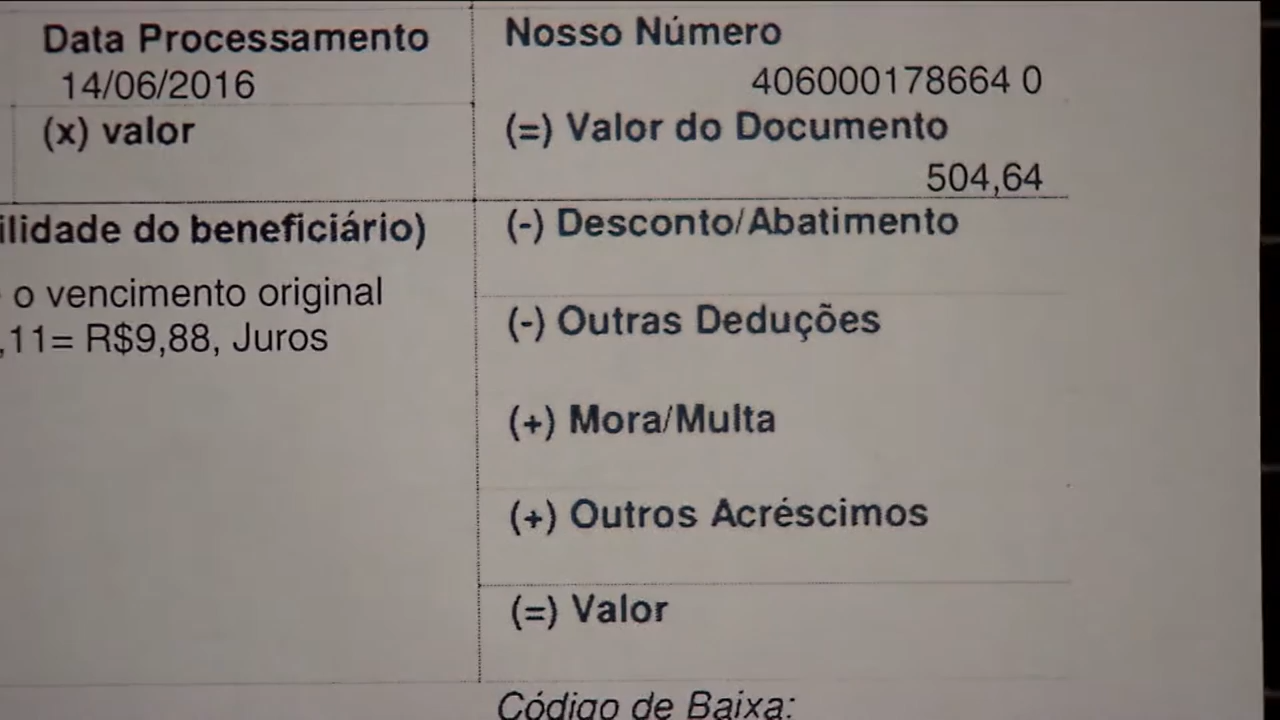 Data Processamento
14/06/2016
(x) valor
Nosso Número
406000178664 0
(=) Valor do Documento
504,64
ilidade do beneficiário)
o vencimento original
,11= R$9,88, Juros
(-) Desconto/Abatimento
(-) Outras Deduções
(+) Mora/Multa
(+) Outros Acréscimos
(=) Valor
Código de Baixa: